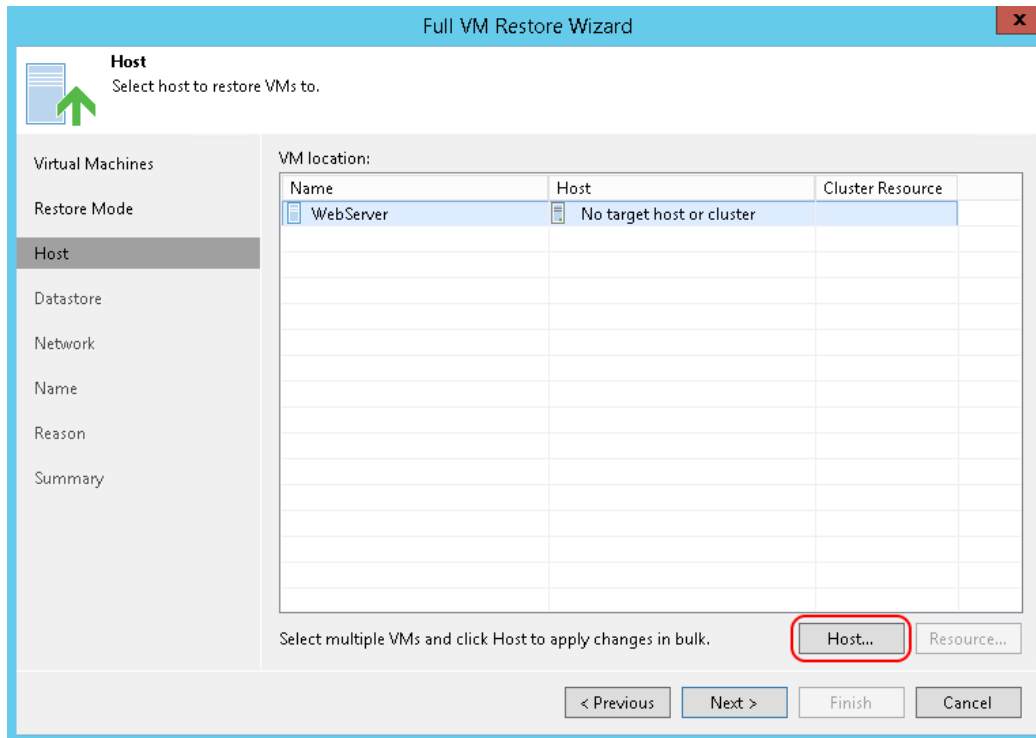 Full VM Restore Wizard
x
Host
Select host to restore VMs to.
Virtual Machines
Restore Mode
Host
Datastore
Network
Name
Reason
Summary
VM location:
Name Host Cluster Resource
WebServer No target host or cluster
Select multiple VMs and click Host to apply changes in bulk. Host... Resource...
< Previous Next > Finish Cancel